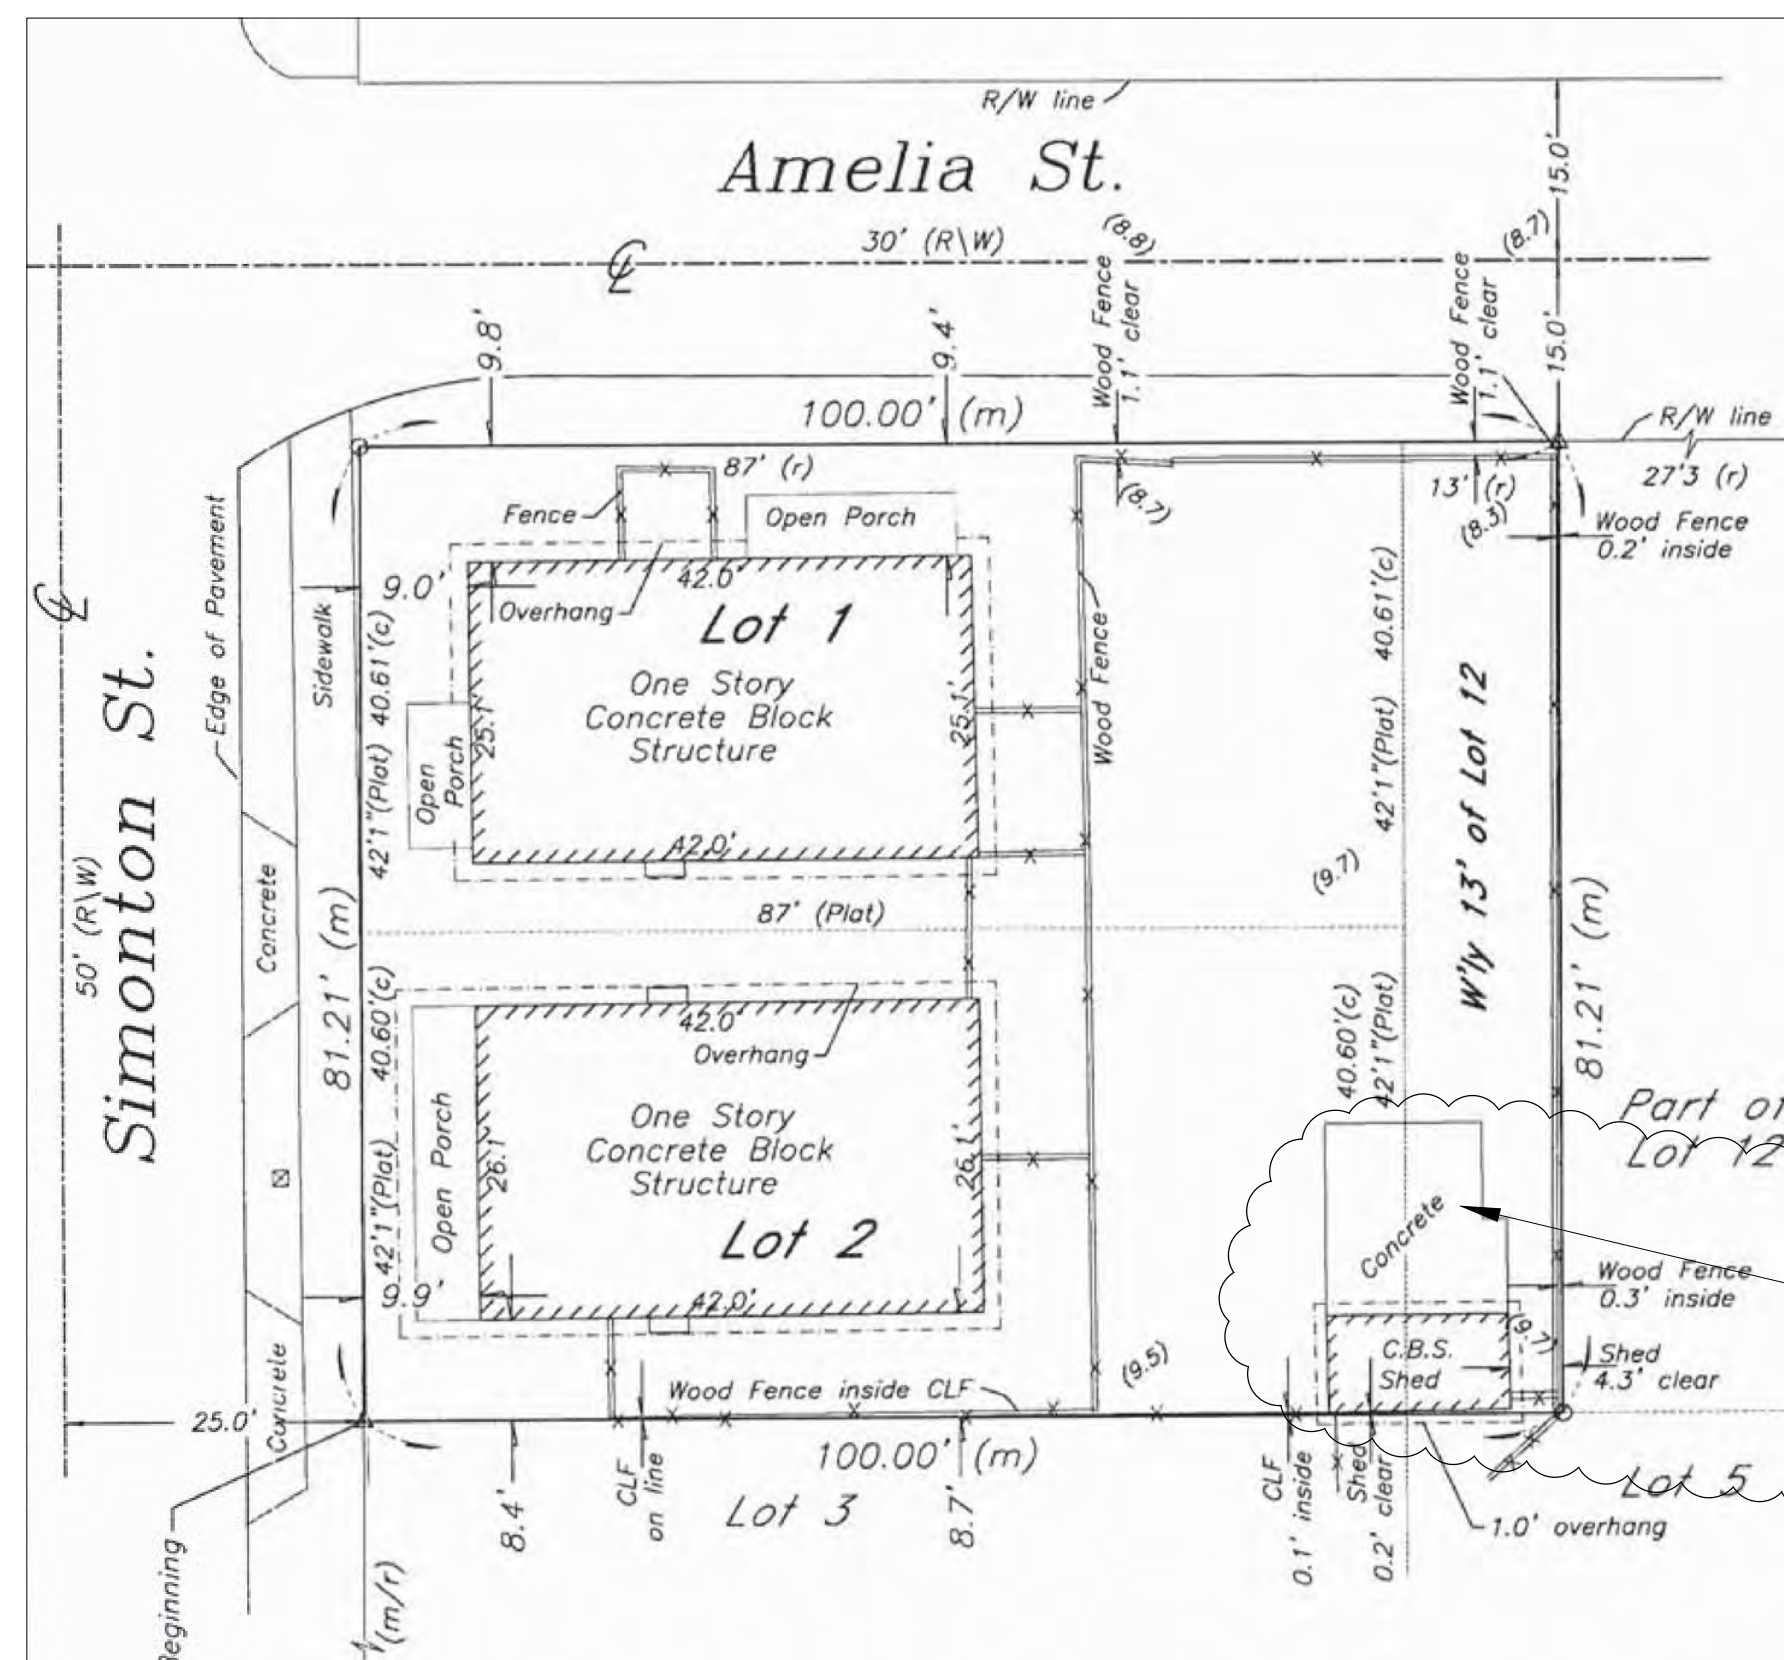 R/W line
Amelia St.
15.0'
30' (R\W)
(8.8)
(8.7)
9.8'
9.4'
Wood Fence
1.1' clear
Wood Fence
1.1' clear
15.0'
100.00' (m)
R/W line
87' (r)
13' (r)
27'3 (r)
Fence
Open Porch
(8.7)
(8.3)
Wood Fence
0.2' inside
Edge of Pavement
Sidewalk
9.0'
42.0'
Overhang
Lot 1
One Story
Concrete Block
Structure
25.1'
25.1'
Open
Porch
42.0'
42'1"(Plat) 40.61'(c)
Wood Fence
42'1"(Plat) 40.61'(c)
W'ly 13' of Lot 12
Simonton St.
50' (R\W)
Concrete
81.21' (m)
87' (Plat)
(9.7)
81.21' (m)
42'1"(Plat) 40.60'(c)
42.0'
Overhang
One Story
Concrete Block
Structure
Lot 2
Open Porch
26.1'
26.1'
9.9'
42.0'
40.60'(c)
42'1"(Plat)
Part of
Lot 12
Concrete
Wood Fence
0.3' inside
C.B.S.
Shed
(9.7)
Shed
4.3' clear
Concrete
25.0'
Wood Fence inside CLF
(9.5)
100.00' (m)
8.4'
CLF
on line
Lot 3
8.7'
CLF
0.1' inside
Shed
0.2' clear
Lot 5
1.0' overhang
Beginning
(m/r)